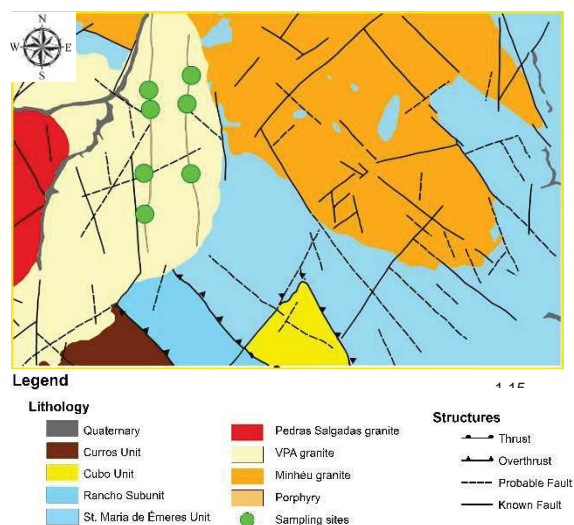 N
W E
S
Legend
Lithology
Quaternary
Curros Unit
Cubo Unit
Rancho Subunit
St. Maria de Émeres Unit
Pedras Salgadas granite
VPA granite
Minhéu granite
Porphyry
Sampling sites
Structures
Thrust
Overthrust
Probable Fault
Known Fault